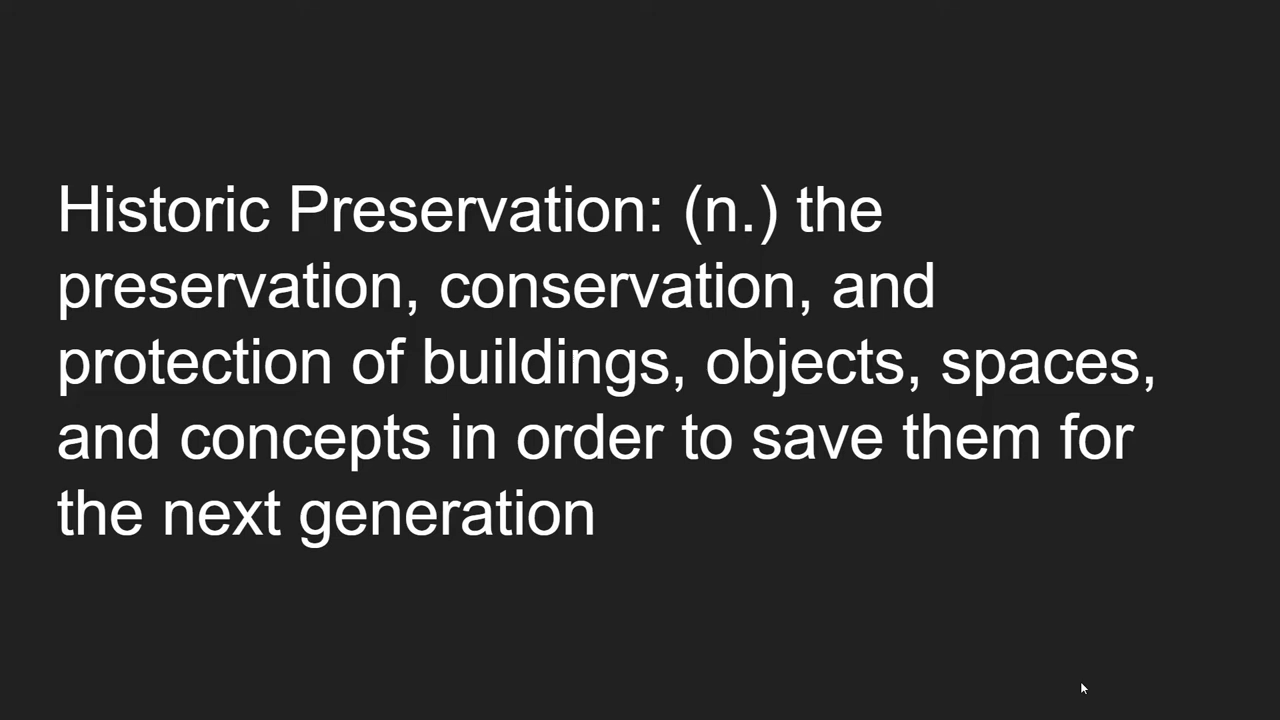 Historic Preservation: (n.) the
preservation, conservation, and
protection of buildings, objects, spaces,
and concepts in order to save them for
the next generation